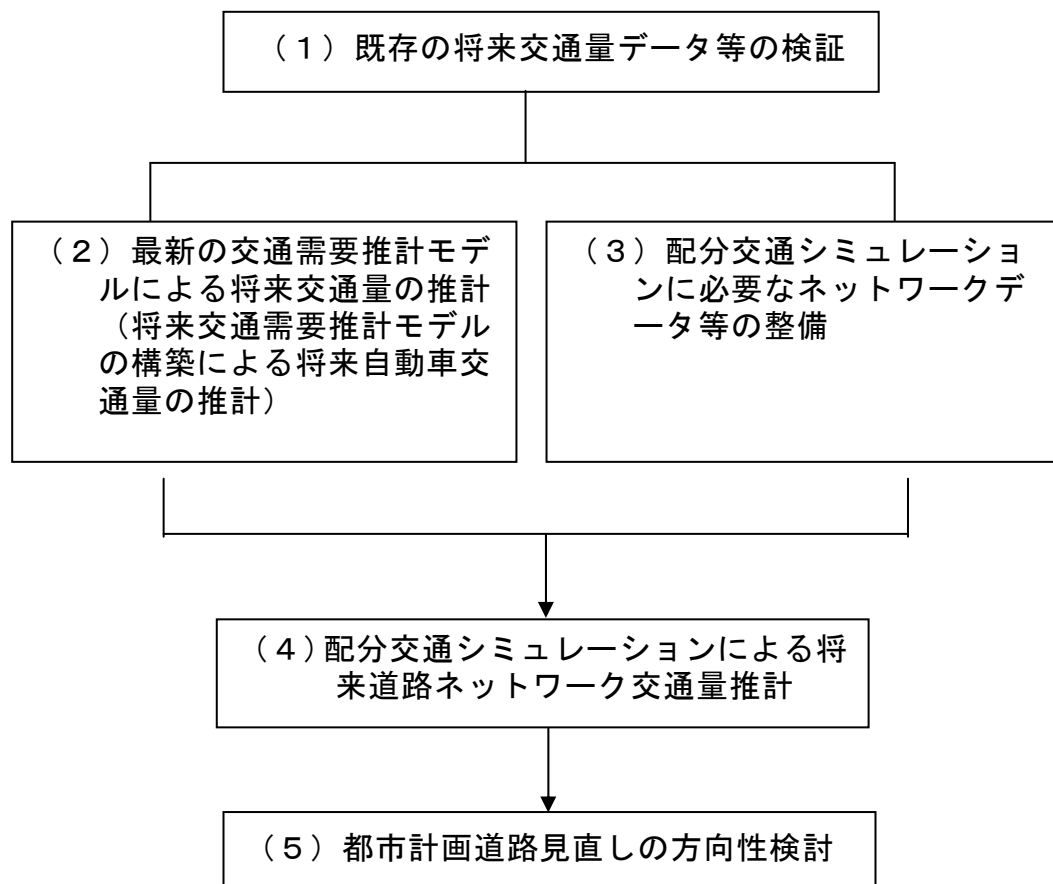 （１）既存の将来交通量データ等の検証
（２）最新の交通需要推計モデ
ルによる将来交通量の推計
（将来交通需要推計モデル
の構築による将来自動車交
通量の推計）
（３）配分交通シミュレーショ
ンに必要なネットワークデ
ータ等の整備
（４）配分交通シミュレーションによる将
来道路ネットワーク交通量推計
（５）都市計画道路見直しの方向性検討